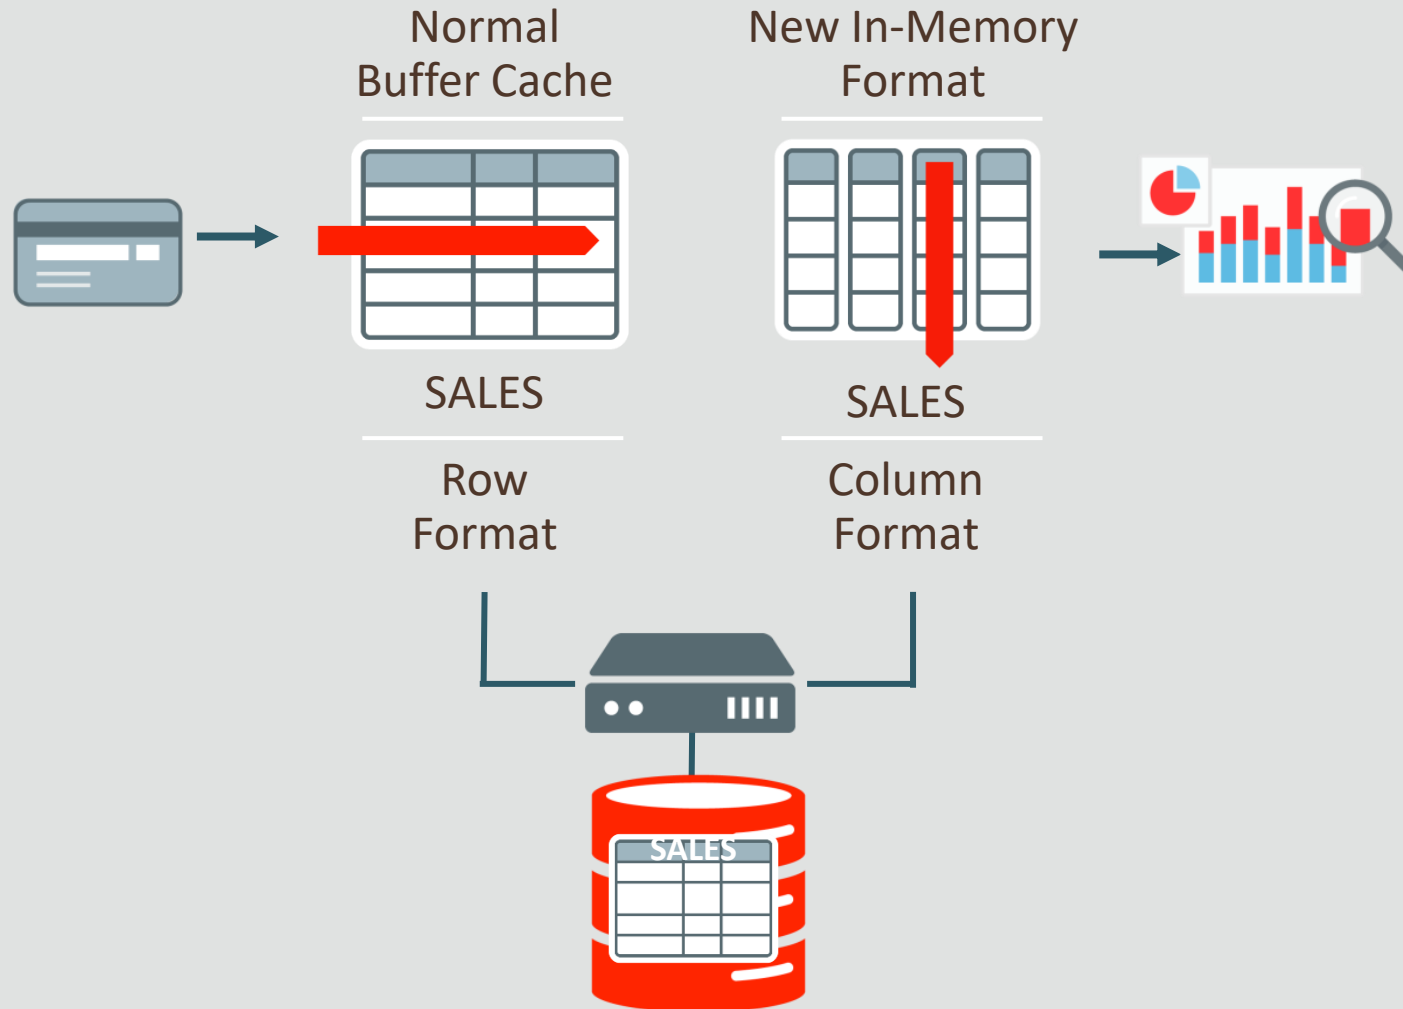 Normal
Buffer Cache
New In-Memory
Format
SALES
SALES
Row
Format
Column
Format
SALES